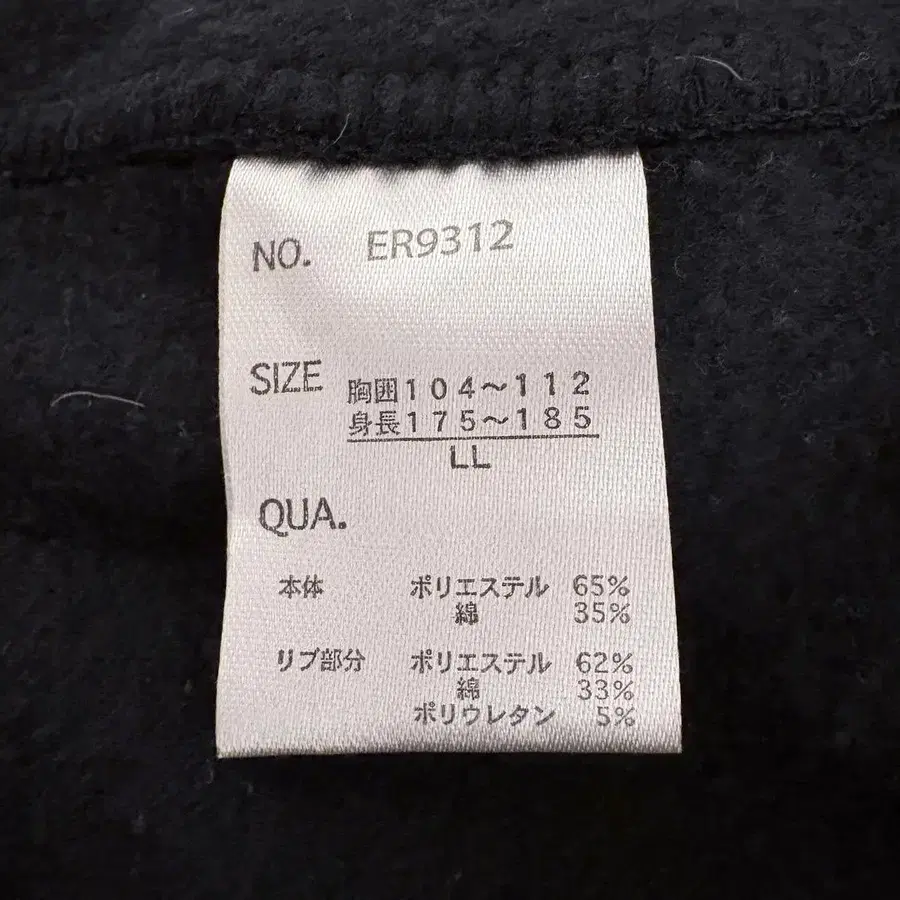 NO. ER9312
SIZE 胸囲104～112
身長175～185
LL
QUA.
本体 ポリエステル 65%
綿 35%
リブ部分 ポリエステル 62%
綿 33%
ポリウレタン 5%